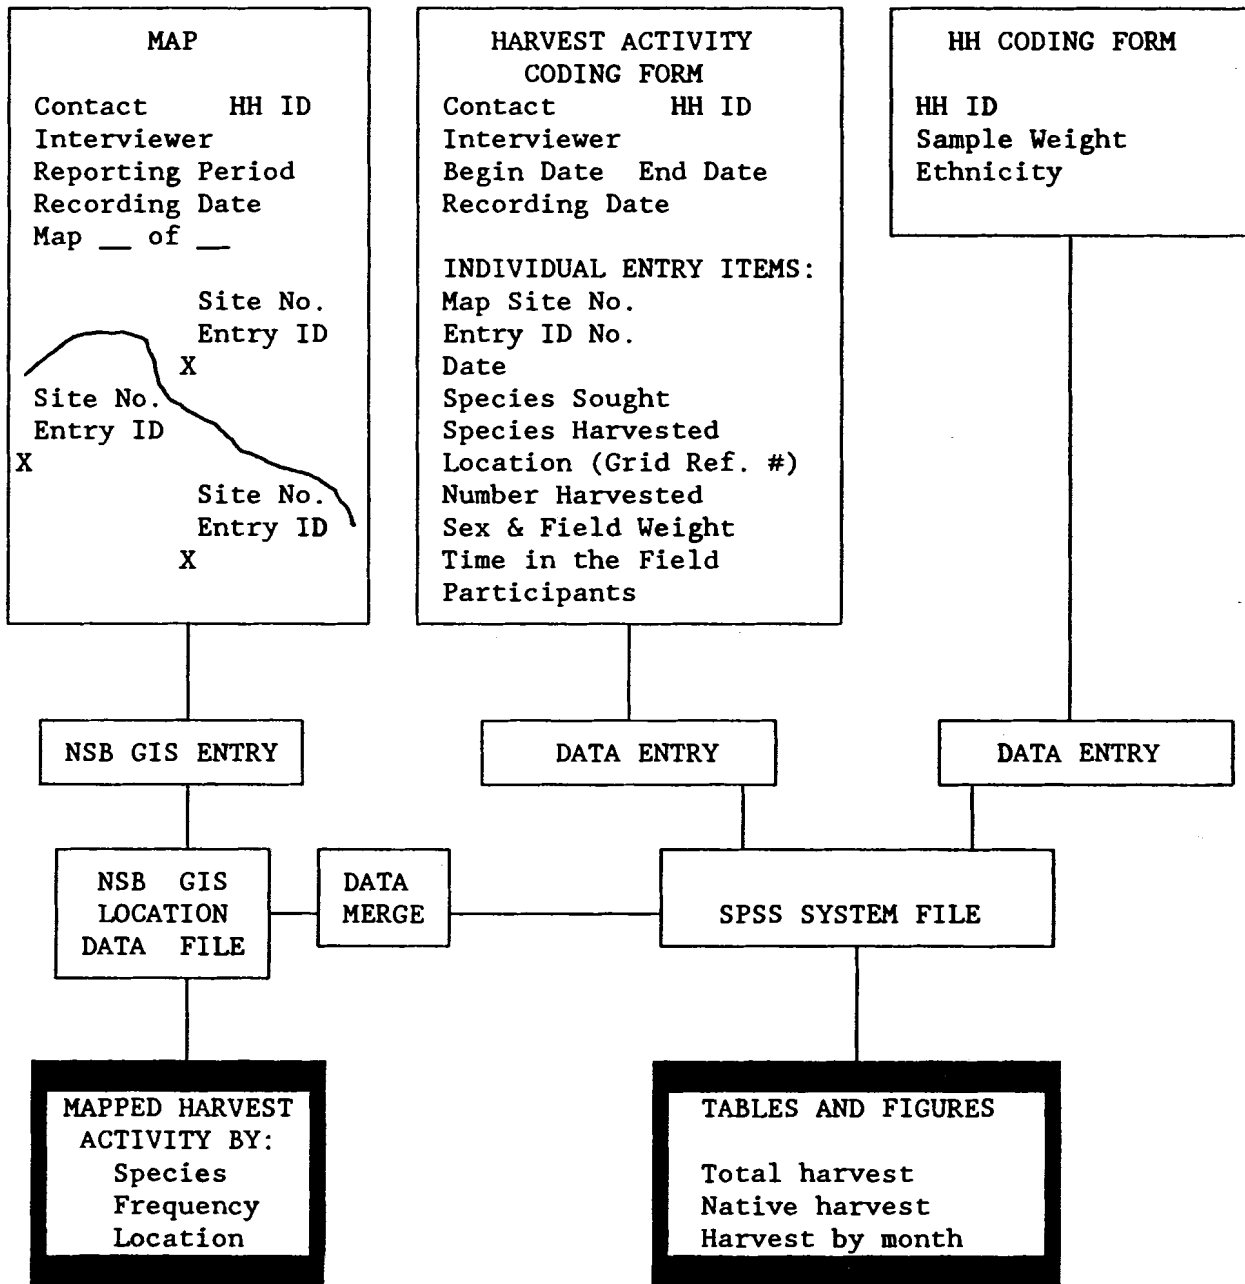 MAP
Contact HH ID
Interviewer
Reporting Period
Recording Date
Map __ of __
Site No.
Entry ID
X
Site No.
Entry ID
X
Site No.
Entry ID
X
HARVEST ACTIVITY
CODING FORM
Contact HH ID
Interviewer
Begin Date End Date
Recording Date
INDIVIDUAL ENTRY ITEMS:
Map Site No.
Entry ID No.
Date
Species Sought
Species Harvested
Location (Grid Ref. #)
Number Harvested
Sex & Field Weight
Time in the Field
Participants
HH CODING FORM
HH ID
Sample Weight
Ethnicity
NSB GIS ENTRY
DATA ENTRY
DATA ENTRY
NSB GIS
LOCATION
DATA FILE
DATA
MERGE
SPSS SYSTEM FILE
MAPPED HARVEST
ACTIVITY BY:
Species
Frequency
Location
TABLES AND FIGURES
Total harvest
Native harvest
Harvest by month